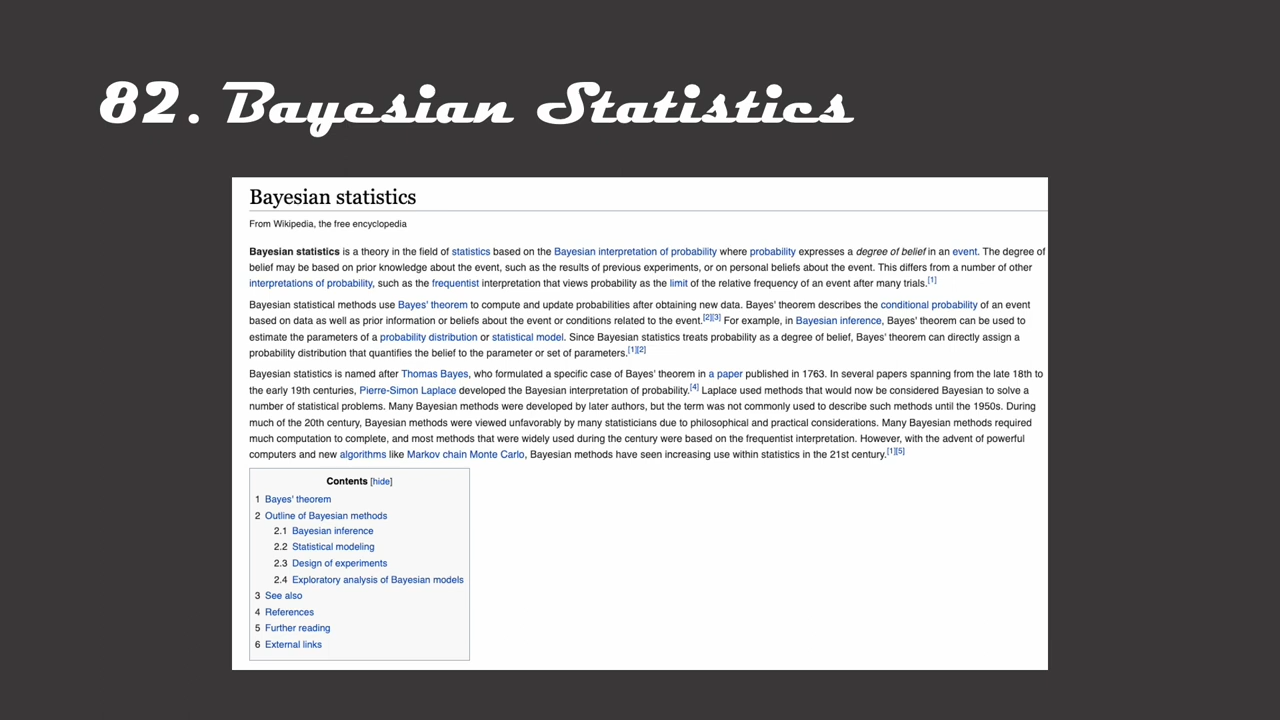 82. Bayesian Statistics
Bayesian statistics
From Wikipedia, the free encyclopedia
Bayesian statistics is a theory in the field of statistics based on the Bayesian interpretation of probability where probability expresses a degree of belief in an event. The degree of
belief may be based on prior knowledge about the event, such as the results of previous experiments, or on personal beliefs about the event. This differs from a number of other
interpretations of probability, such as the frequentist interpretation that views probability as the limit of the relative frequency of an event after many trials.[1]
Bayesian statistical methods use Bayes' theorem to compute and update probabilities after obtaining new data. Bayes' theorem describes the conditional probability of an event
based on data as well as prior information or beliefs about the event or conditions related to the event.[2][3] For example, in Bayesian inference, Bayes' theorem can be used to
estimate the parameters of a probability distribution or statistical model. Since Bayesian statistics treats probability as a degree of belief, Bayes' theorem can directly assign a
probability distribution that quantifies the belief to the parameter or set of parameters.[1][2]
Bayesian statistics is named after Thomas Bayes, who formulated a specific case of Bayes' theorem in a paper published in 1763. In several papers spanning from the late 18th to
the early 19th centuries, Pierre-Simon Laplace developed the Bayesian interpretation of probability.[4] Laplace used methods that would now be considered Bayesian to solve a
number of statistical problems. Many Bayesian methods were developed by later authors, but the term was not commonly used to describe such methods until the 1950s. During
much of the 20th century, Bayesian methods were viewed unfavorably by many statisticians due to philosophical and practical considerations. Many Bayesian methods required
much computation to complete, and most methods that were widely used during the century were based on the frequentist interpretation. However, with the advent of powerful
computers and new algorithms like Markov chain Monte Carlo, Bayesian methods have seen increasing use within statistics in the 21st century.[1][5]
Contents [hide]
1 Bayes' theorem
2 Outline of Bayesian methods
2.1 Bayesian inference
2.2 Statistical modeling
2.3 Design of experiments
2.4 Exploratory analysis of Bayesian models
3 See also
4 References
5 Further reading
6 External links